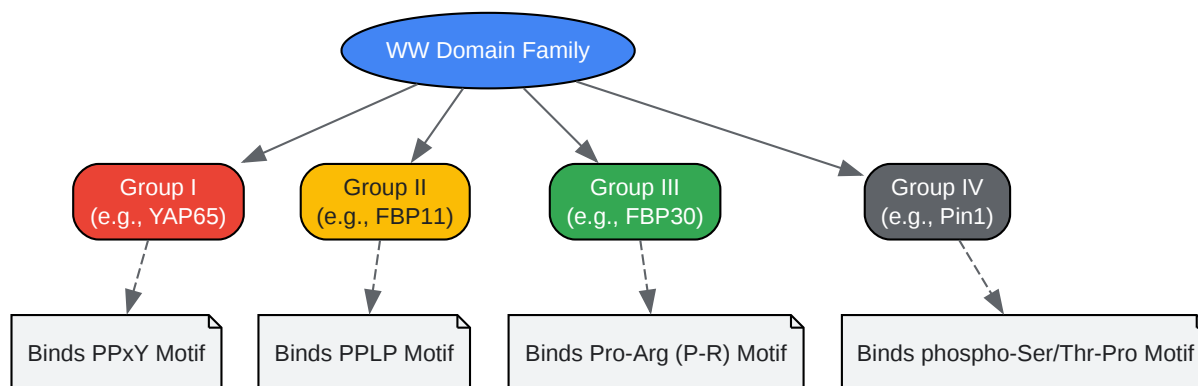 WW Domain Family
Group I
(e.g., YAP65)
Group II
(e.g., FBP11)
Group III
(e.g., FBP30)
Group IV
(e.g., Pin1)
Binds PPxY Motif
Binds PPLP Motif
Binds Pro-Arg (P-R) Motif
Binds phospho-Ser/Thr-Pro Motif